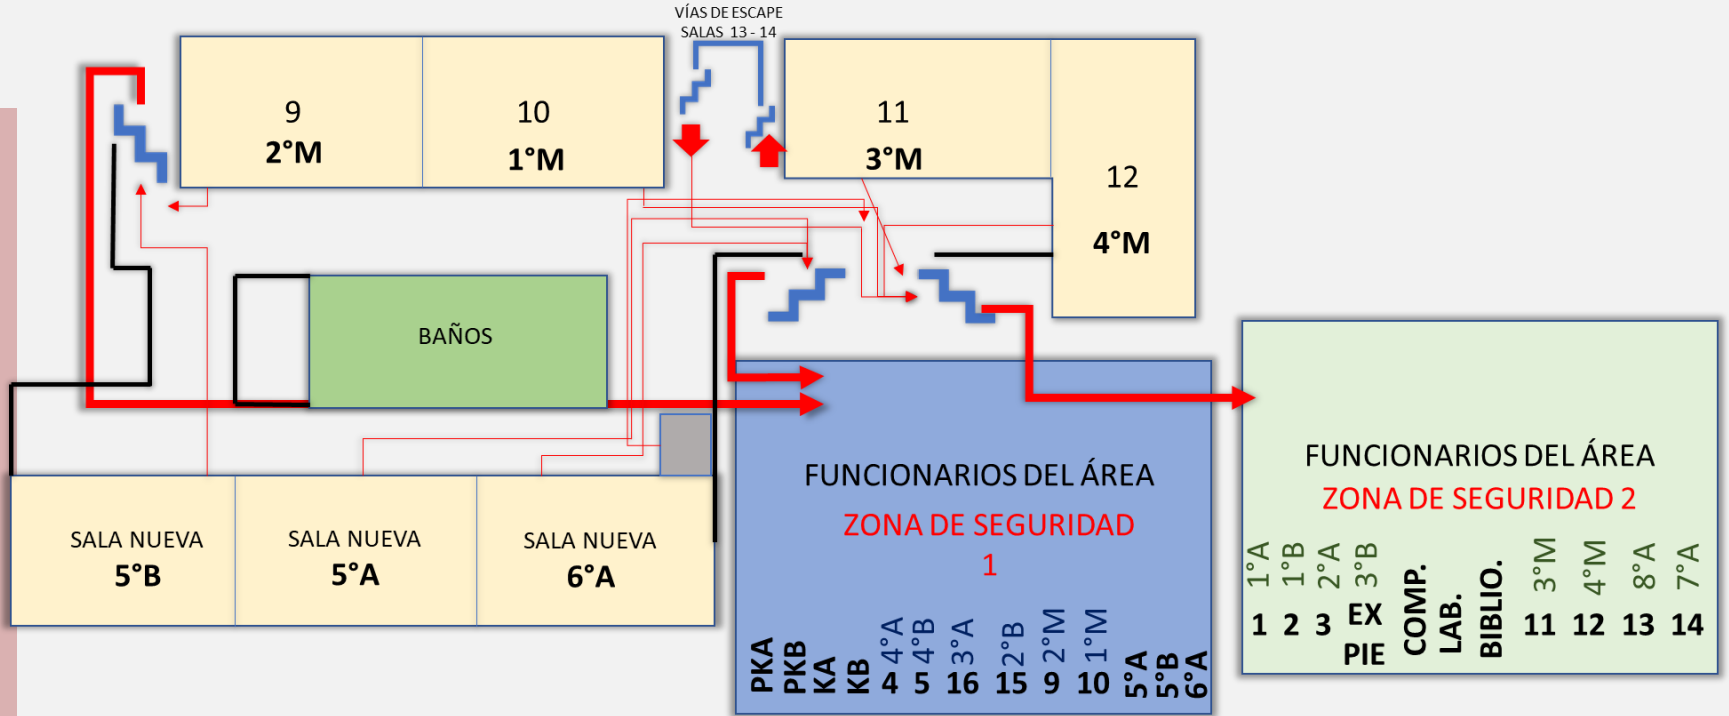 VÍAS DE ESCAPE
SALAS 13 - 14
9
2°M
10
1°M
11
3°M
12
4°M
BAÑOS
SALA NUEVA
5°B
SALA NUEVA
5°A
SALA NUEVA
6°A
FUNCIONARIOS DEL ÁREA
ZONA DE SEGURIDAD
1
PKA
PKB
KA
KB
4 4°A
5 4°B
16 3°A
15 2°B
9 2°M
10 1°M
5°A
5°B
6°A
FUNCIONARIOS DEL ÁREA
ZONA DE SEGURIDAD 2
1 1°A
2 1°B
3 2°A
EX PIE 3°B
COMP.
LAB.
BIBLIO.
11 3°M
12 4°M
13 8°A
14 7°A